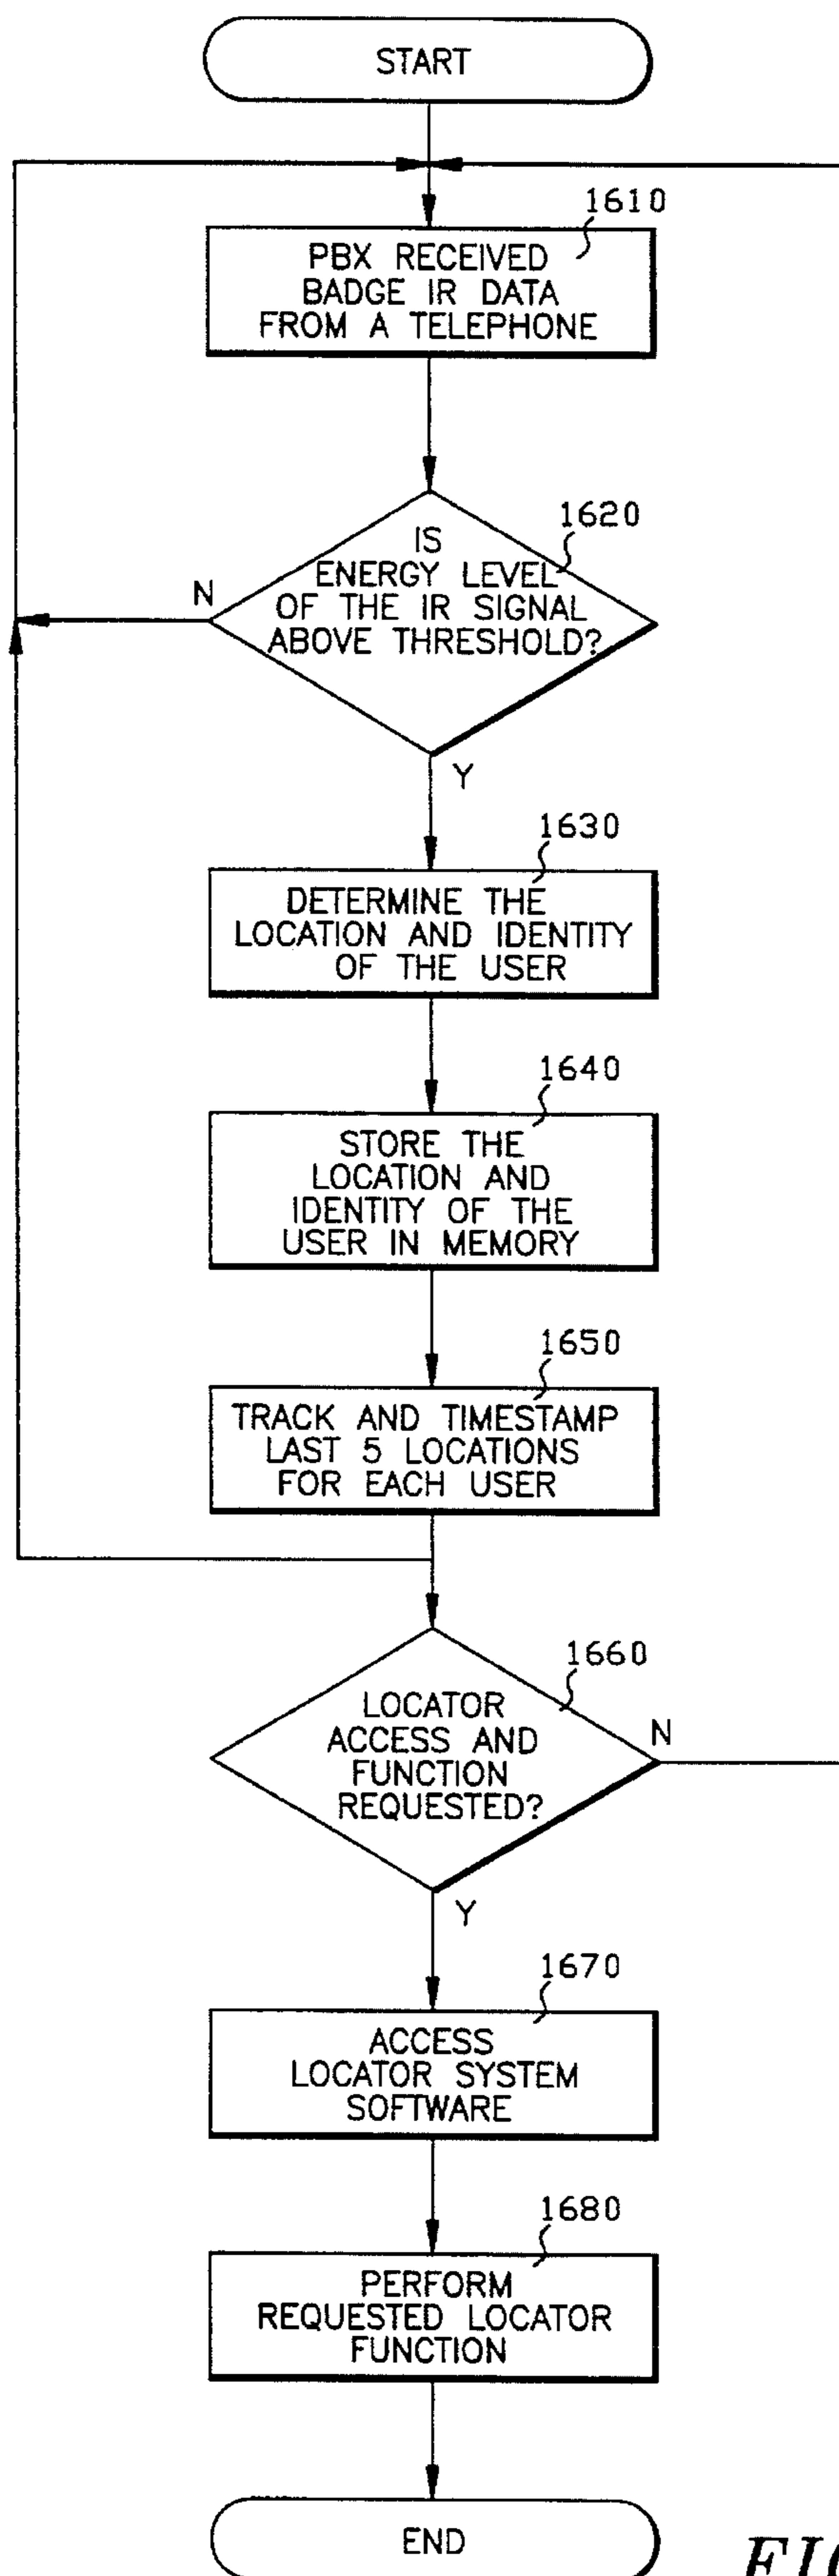 START
1610
PBX RECEIVED
BADGE IR DATA
FROM A TELEPHONE
1620
IS
ENERGY LEVEL
OF THE IR SIGNAL
ABOVE THRESHOLD?
N
Y
1630
DETERMINE THE
LOCATION AND IDENTITY
OF THE USER
1640
STORE THE
LOCATION AND
IDENTITY OF THE
USER IN MEMORY
1650
TRACK AND TIMESTAMP
LAST 5 LOCATIONS
FOR EACH USER
1660
LOCATOR
ACCESS AND
FUNCTION
REQUESTED?
N
Y
1670
ACCESS
LOCATOR SYSTEM
SOFTWARE
1680
PERFORM
REQUESTED LOCATOR
FUNCTION
END